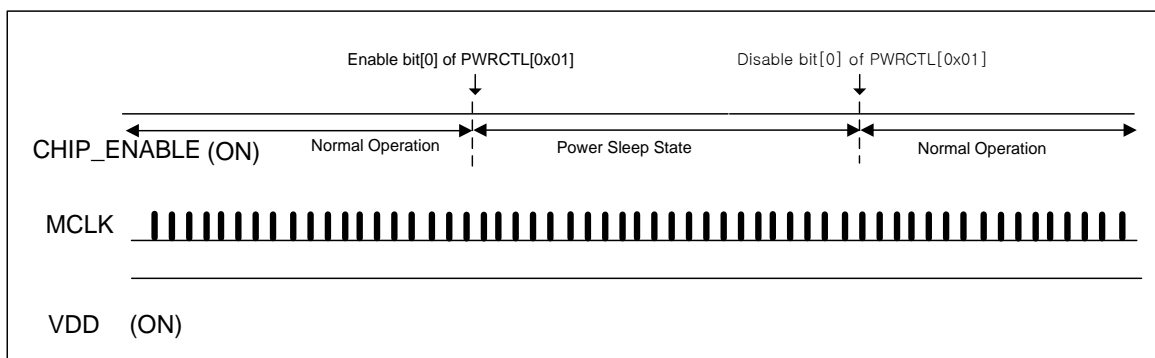 Enable bit[0] of PWRCTL[0x01] Disable bit[0] of PWRCTL[0x01]
CHIP_ENABLE (ON) Normal Operation Power Sleep State Normal Operation
MCLK
VDD (ON)